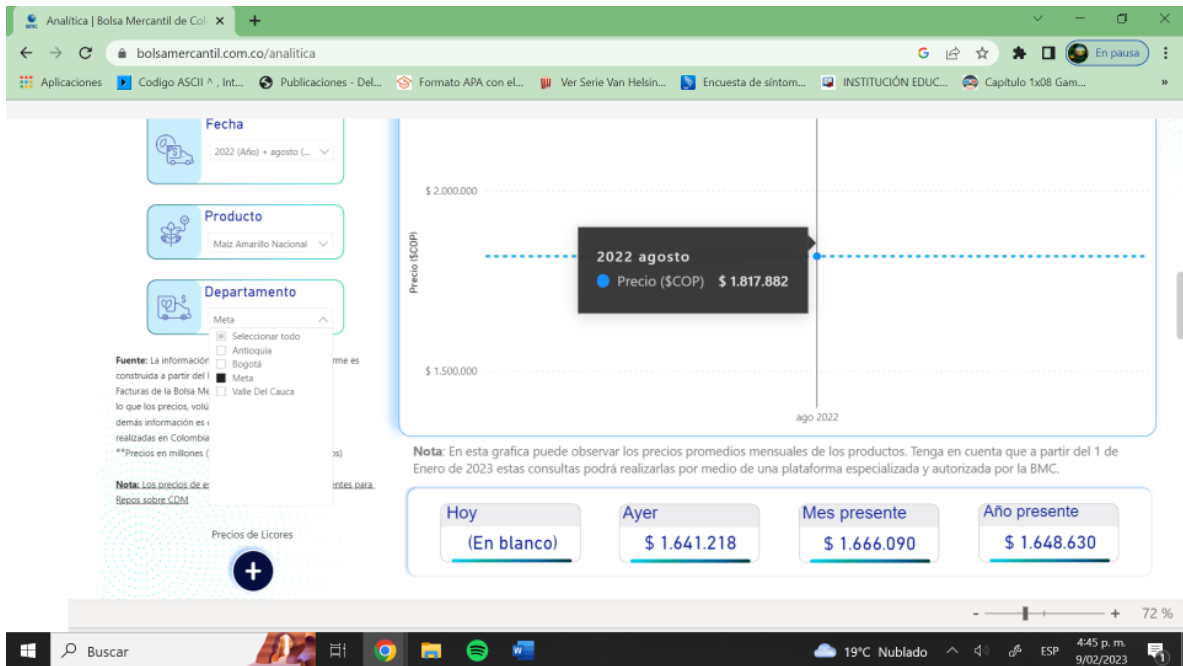 Analítica | Bolsa Mercantil de Col
bolsamercantil.com.co/analitica
En pausa
Aplicaciones
Codigo ASCII ^ , Int...
Publicaciones - Del...
Formato APA con el...
Ver Serie Van Helsin...
Encuesta de síntom...
INSTITUCIÓN EDUC...
Capítulo 1x08 Gam...
»
Fecha
2022 (Año) + agosto (...
Producto
Maíz Amarillo Nacional
Departamento
Meta
Seleccionar todo
Antioquia
Bogotá
Meta
Valle Del Cauca
Fuente: La información rme es
construida a partir del
Facturas de la Bolsa Me
lo que los precios, volú
demás información es
realizadas en Colombia
**Precios en millones ( os)
Nota: Los precios de es entes para
Repos sobre CDM
Precios de Licores
+
Precio ($COP)
$ 2.000.000
$ 1.500.000
2022 agosto
Precio ($COP) $ 1.817.882
ago 2022
Nota: En esta grafica puede observar los precios promedios mensuales de los productos. Tenga en cuenta que a partir del 1 de
Enero de 2023 estas consultas podrá realizarlas por medio de una plataforma especializada y autorizada por la BMC.
Hoy
(En blanco)
Ayer
$ 1.641.218
Mes presente
$ 1.666.090
Año presente
$ 1.648.630
- + 72 %
Buscar
19°C Nublado
ESP
4:45 p. m.
9/02/2023
1